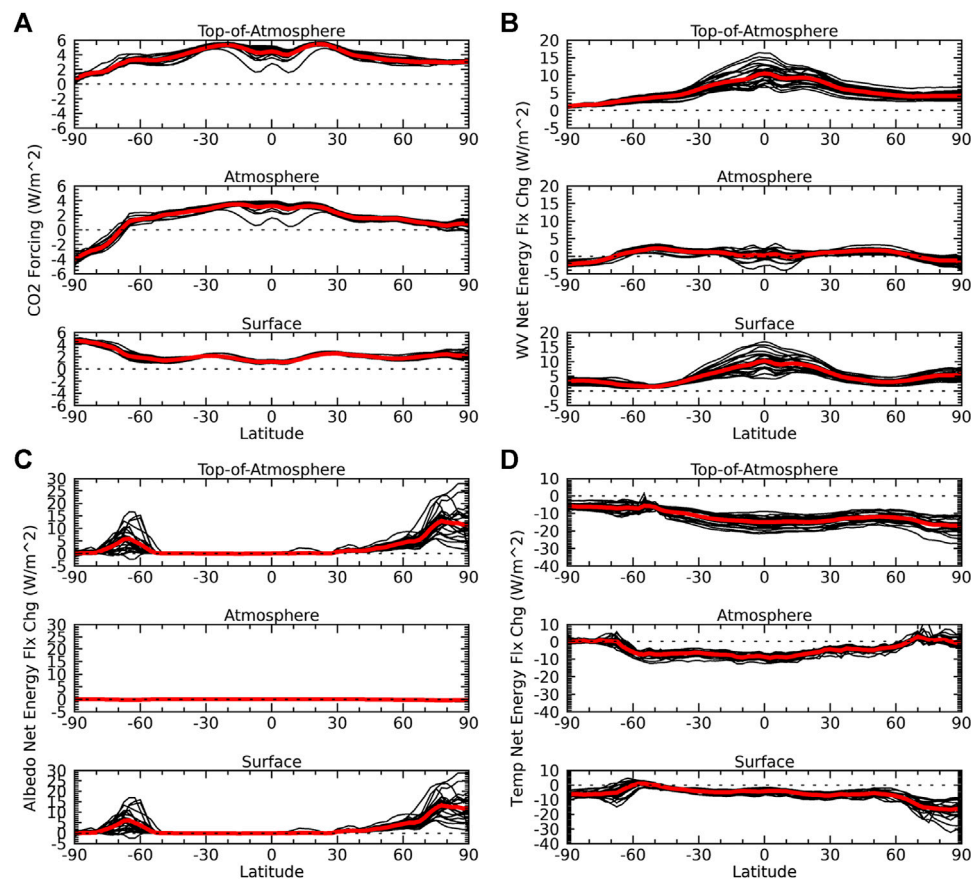 A
Top-of-Atmosphere
6
4
2
0
-2
-4
-6
-90 -60 -30 0 30 60 90
Atmosphere
6
4
2
0
-2
-4
-6
-90 -60 -30 0 30 60 90
Surface
6
4
2
0
-2
-4
-6
-90 -60 -30 0 30 60 90
Latitude
CO2 Forcing (W/m^2)
B
Top-of-Atmosphere
20
15
10
5
0
-5
-90 -60 -30 0 30 60 90
Atmosphere
20
15
10
5
0
-5
-90 -60 -30 0 30 60 90
Surface
20
15
10
5
0
-5
-90 -60 -30 0 30 60 90
Latitude
WV Net Energy Flx Chg (W/m^2)
C
Top-of-Atmosphere
30
25
20
15
10
5
0
-5
-90 -60 -30 0 30 60 90
Atmosphere
30
25
20
15
10
5
0
-5
-90 -60 -30 0 30 60 90
Surface
30
25
20
15
10
5
0
-5
-90 -60 -30 0 30 60 90
Latitude
Albedo Net Energy Flx Chg (W/m^2)
D
Top-of-Atmosphere
10
0
-10
-20
-30
-40
-90 -60 -30 0 30 60 90
Atmosphere
10
0
-10
-20
-30
-40
-90 -60 -30 0 30 60 90
Surface
10
0
-10
-20
-30
-40
-90 -60 -30 0 30 60 90
Latitude
Temp Net Energy Flx Chg (W/m^2)